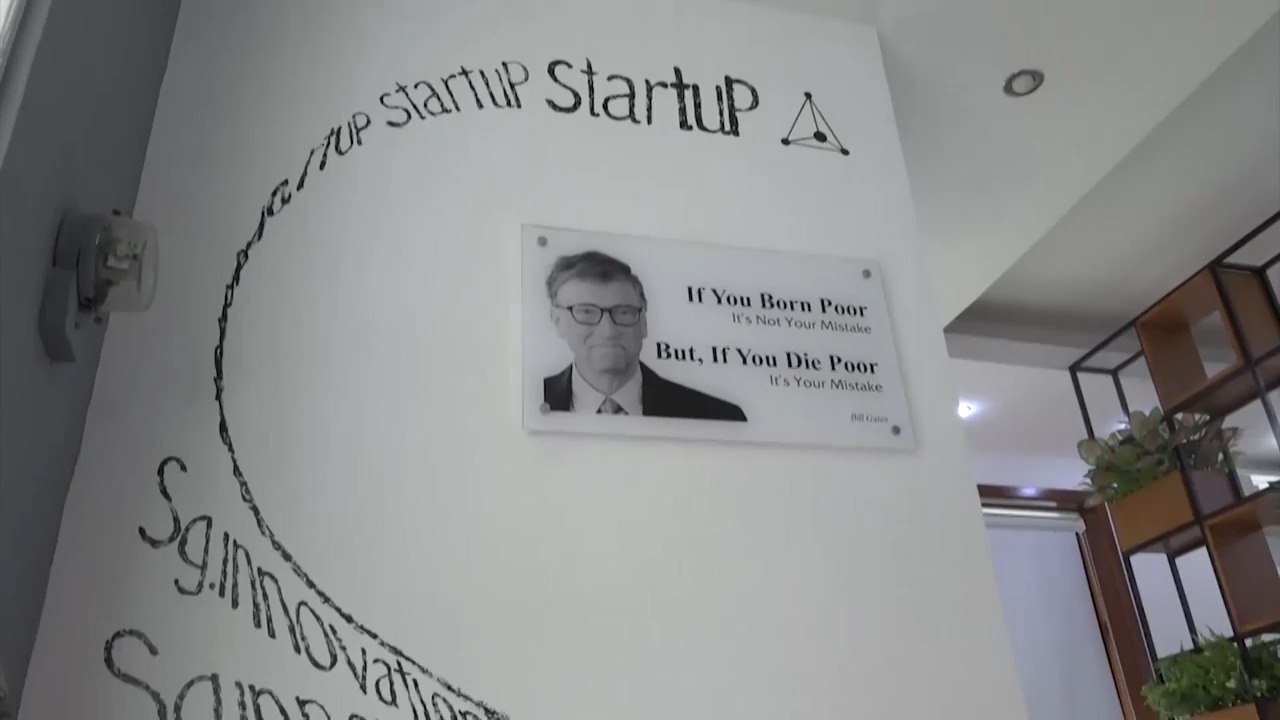 startup startup startup
If You Born Poor
It's Not Your Mistake
But, If You Die Poor
It's Your Mistake
Bill Gates
Sg.innovation